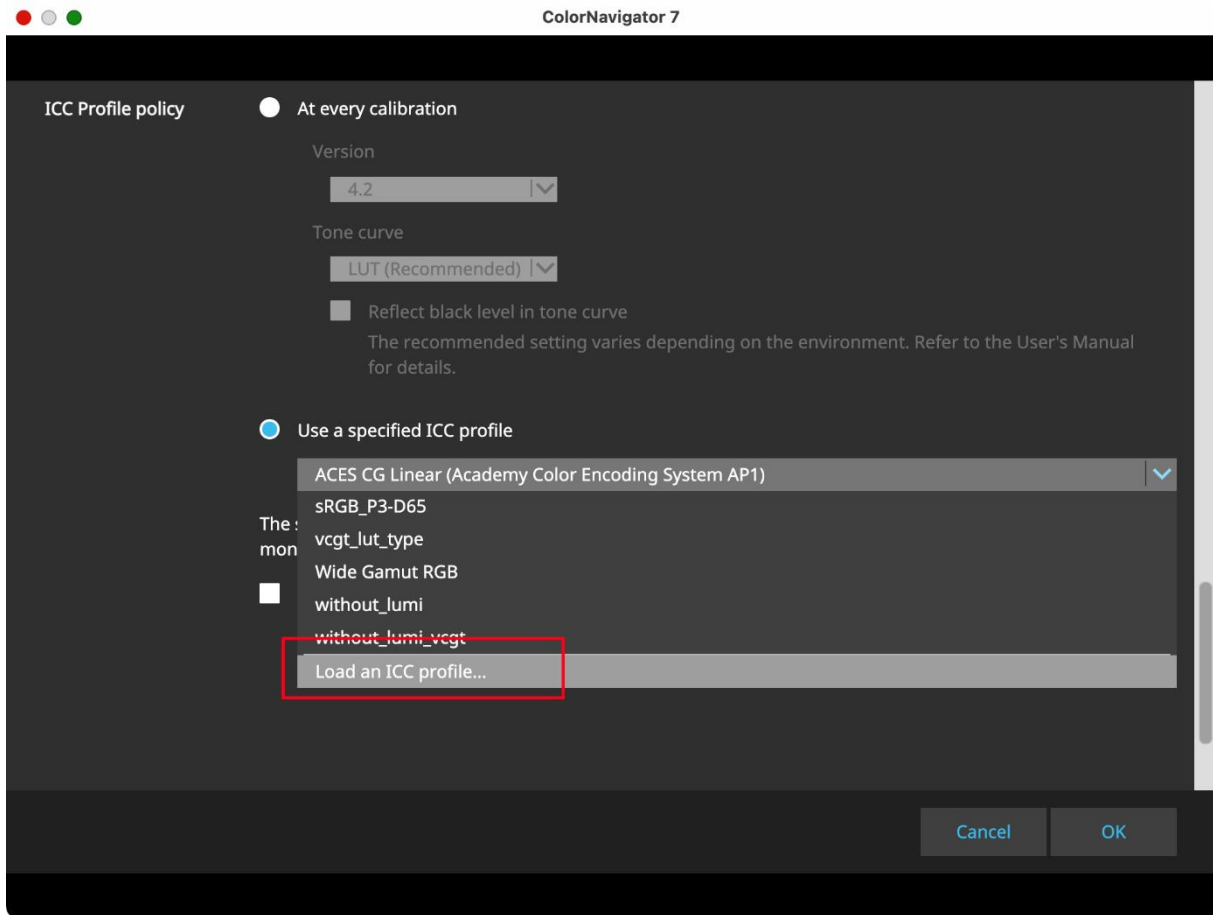 ColorNavigator 7
ICC Profile policy
At every calibration
Version
4.2
Tone curve
LUT (Recommended)
Reflect black level in tone curve
The recommended setting varies depending on the environment. Refer to the User's Manual
for details.
Use a specified ICC profile
ACES CG Linear (Academy Color Encoding System AP1)
sRGB_P3-D65
The
vcgt_lut_type
mon
Wide Gamut RGB
without_lumi
without_lumi_vcgt
Load an ICC profile...
Cancel
OK